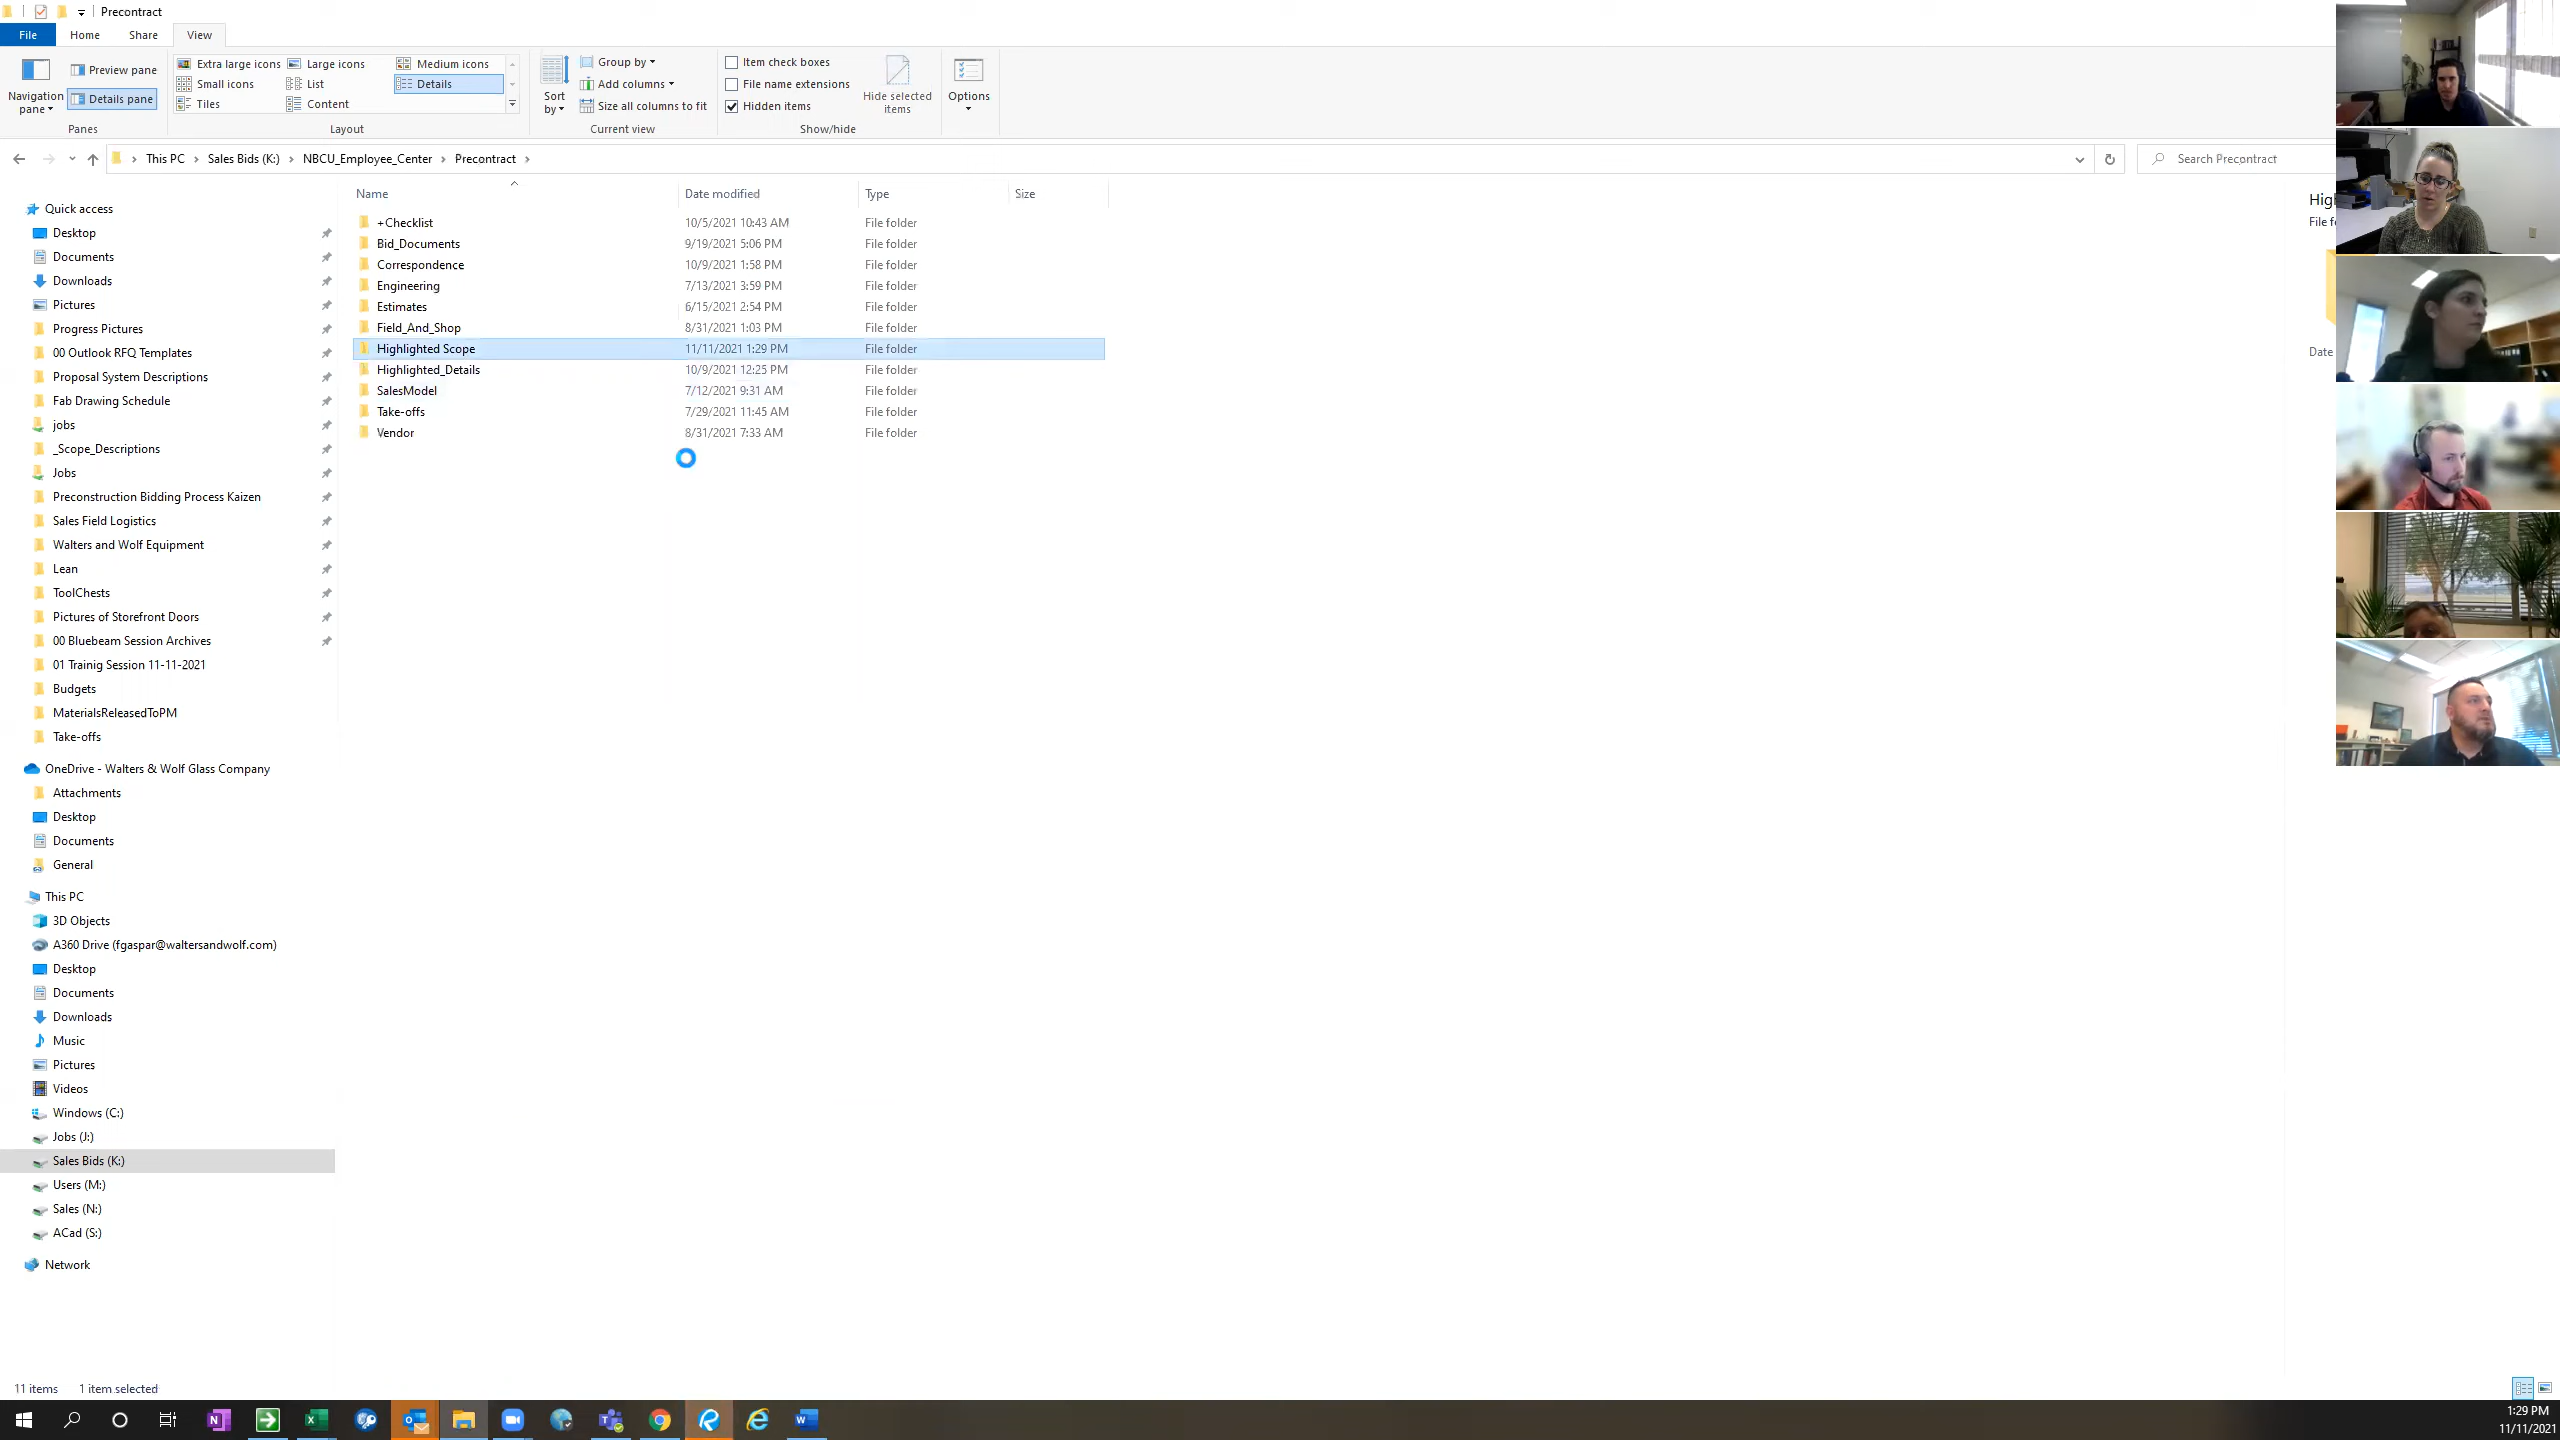 Precontract
File Home Share View
Navigation pane
Preview pane
Details pane
Panes
Extra large icons Large icons Medium icons
Small icons List Details
Tiles Content
Layout
Sort by
Group by
Add columns
Size all columns to fit
Current view
Item check boxes
File name extensions
Hidden items
Hide selected items
Show/hide
Options
This PC Sales Bids (K:) NBCU_Employee_Center Precontract
Search Precontract
Name Date modified Type Size
+Checklist 10/5/2021 10:43 AM File folder
Bid_Documents 9/19/2021 5:06 PM File folder
Correspondence 10/9/2021 1:58 PM File folder
Engineering 7/13/2021 3:59 PM File folder
Estimates 6/15/2021 2:54 PM File folder
Field_And_Shop 8/31/2021 1:03 PM File folder
Highlighted Scope 11/11/2021 1:29 PM File folder
Highlighted_Details 10/9/2021 12:25 PM File folder
SalesModel 7/12/2021 9:31 AM File folder
Take-offs 7/29/2021 11:45 AM File folder
Vendor 8/31/2021 7:33 AM File folder
Quick access
Desktop
Documents
Downloads
Pictures
Progress Pictures
00 Outlook RFQ Templates
Proposal System Descriptions
Fab Drawing Schedule
jobs
_Scope_Descriptions
Jobs
Preconstruction Bidding Process Kaizen
Sales Field Logistics
Walters and Wolf Equipment
Lean
ToolChests
Pictures of Storefront Doors
00 Bluebeam Session Archives
01 Trainig Session 11-11-2021
Budgets
MaterialsReleasedToPM
Take-offs
OneDrive - Walters & Wolf Glass Company
Attachments
Desktop
Documents
General
This PC
3D Objects
A360 Drive (fgaspar@waltersandwolf.com)
Desktop
Documents
Downloads
Music
Pictures
Videos
Windows (C:)
Jobs (J:)
Sales Bids (K:)
Users (M:)
Sales (N:)
ACad (S:)
Network
Date
11 items 1 item selected
1:29 PM
11/11/2021